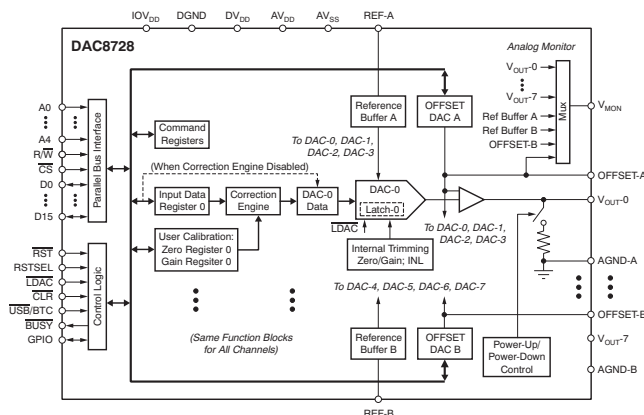 IOVDD DGND DVDD AVDD AVSS REF-A
DAC8728
Analog Monitor
VOUT-0
VOUT-7
Ref Buffer A
Ref Buffer B
OFFSET-B
Mux
VMON
A0
A4
R/W
CS
D0
D15
Parallel Bus Interface
Command
Registers
Reference
Buffer A
OFFSET
DAC A
To DAC-0, DAC-1,
DAC-2, DAC-3
(When Correction Engine Disabled)
Input Data
Register 0
Correction
Engine
DAC-0
Data
DAC-0
Latch-0
LDAC
OFFSET-A
VOUT-0
To DAC-0, DAC-1,
DAC-2, DAC-3
User Calibration:
Zero Register 0
Gain Regsiter 0
Internal Trimming
Zero/Gain; INL
AGND-A
RST
RSTSEL
LDAC
CLR
USB/BTC
BUSY
GPIO
Control Logic
To DAC-4, DAC-5, DAC-6, DAC-7
(Same Function Blocks
for All Channels)
Reference
Buffer B
OFFSET
DAC B
Power-Up/
Power-Down
Control
OFFSET-B
VOUT-7
AGND-B
REF-B